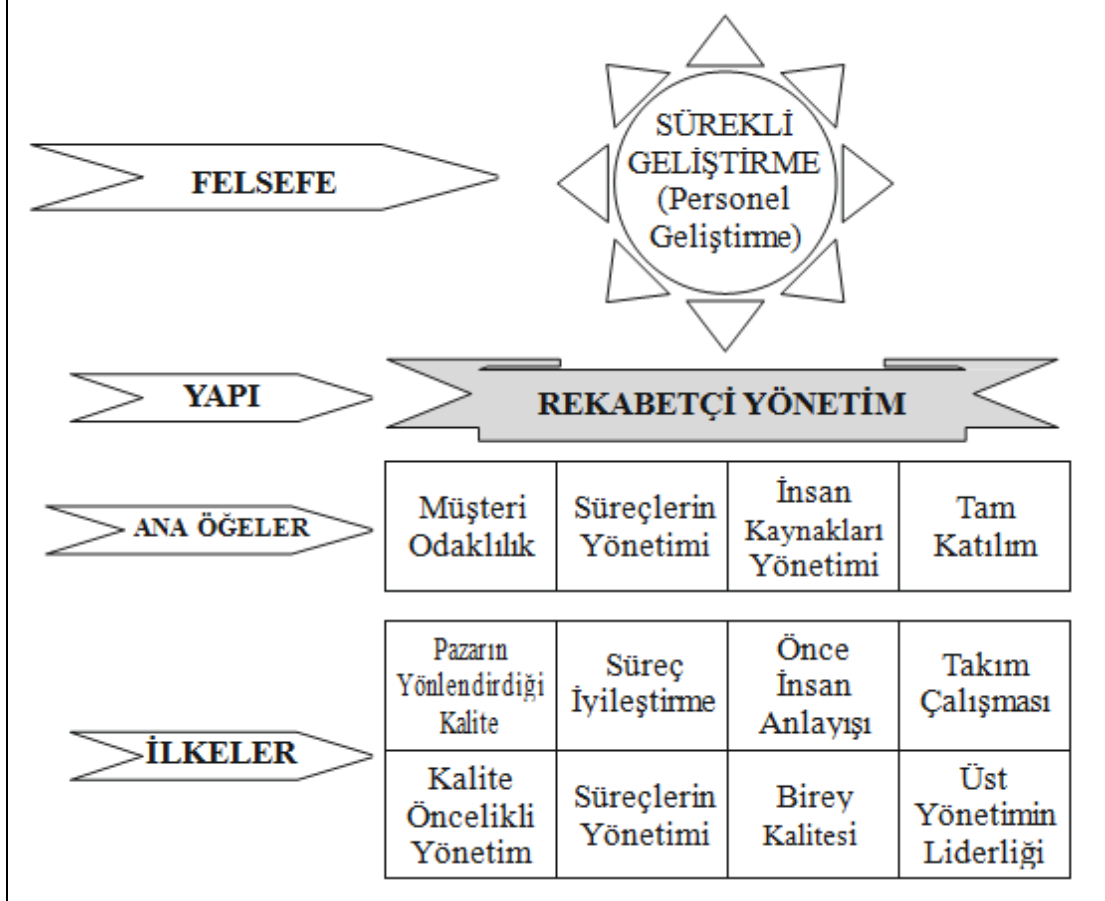 FELSEFE
SÜREKLİ
GELİŞTİRME
(Personel
Geliştirme)
YAPI
REKABETÇİ YÖNETİM
ANA ÖĞELER
Müşteri
Odaklılık
Süreçlerin
Yönetimi
İnsan
Kaynakları
Yönetimi
Tam
Katılım
İLKELER
Pazarın
Yönlendirdiği
Kalite
Süreç
İyileştirme
Önce
İnsan
Anlayışı
Takım
Çalışması
Kalite
Öncelikli
Yönetim
Süreçlerin
Yönetimi
Birey
Kalitesi
Üst
Yönetimin
Liderliği